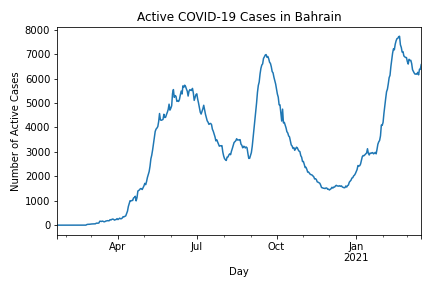 Active COVID-19 Cases in Bahrain
8000
7000
6000
5000
4000
3000
2000
1000
0
Number of Active Cases
Apr
Jul
Oct
Jan
2021
Day